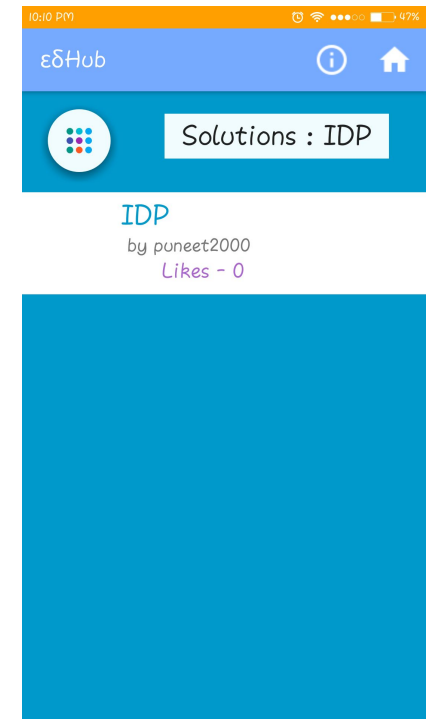 10:10 PM 47%
εδHub
Solutions : IDP
IDP
by puneet2000
Likes - 0